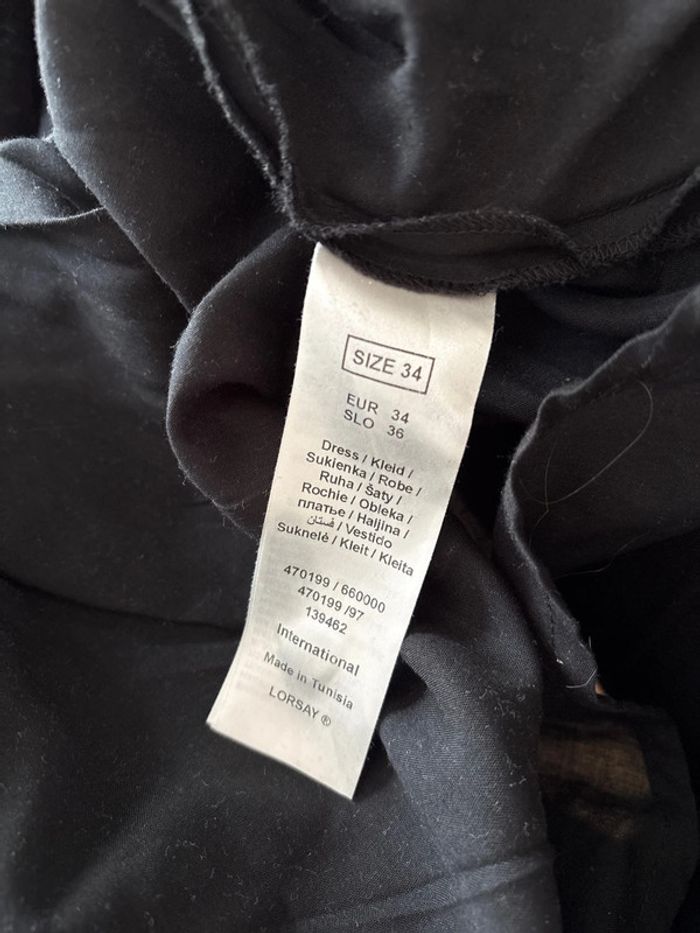 SIZE 34
EUR 34
SLO 36
Dress / Kleid /
Sukienka / Robe /
Ruha / Šaty /
Rochie / Obleka /
платье / Haljina /
فستان / Vestido
Suknelė / Kleit / Kleita
470199 / 660000
470199 /97
139462
International
Made in Tunisia
LORSAY ®